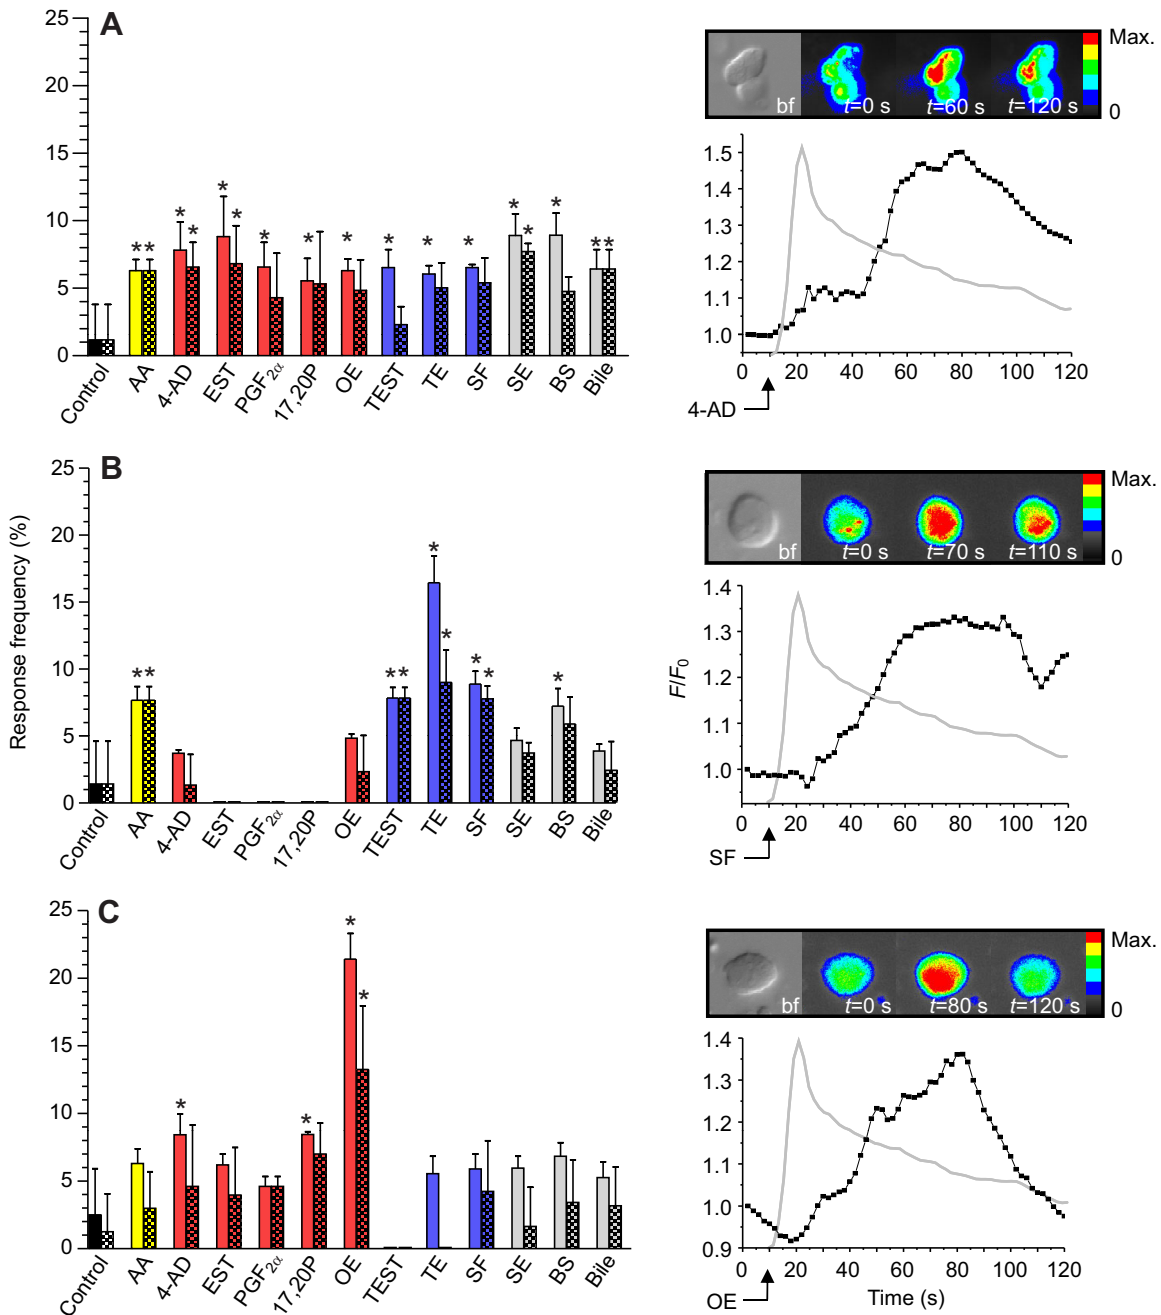 A
25
20
15
10
5
0
* * * * * * * * * * * * * * * *
Control AA 4-AD EST PGF2α 17,20P OE TEST TE SF SE BS Bile
bf t=0 s t=60 s t=120 s
Max.
0
1.5
1.4
1.3
1.2
1.1
1.0
0 20 40 60 80 100 120
4-AD
Response frequency (%)
B
25
20
15
10
5
0
* * * * * * * * *
Control AA 4-AD EST PGF2α 17,20P OE TEST TE SF SE BS Bile
bf t=0 s t=70 s t=110 s
Max.
0
F/F0
1.4
1.3
1.2
1.1
1.0
0 20 40 60 80 100 120
SF
C
25
20
15
10
5
0
* * * *
Control AA 4-AD EST PGF2α 17,20P OE TEST TE SF SE BS Bile
bf t=0 s t=80 s t=120 s
Max.
0
1.4
1.3
1.2
1.1
1.0
0.9
0 20 40 60 80 100 120
OE
Time (s)